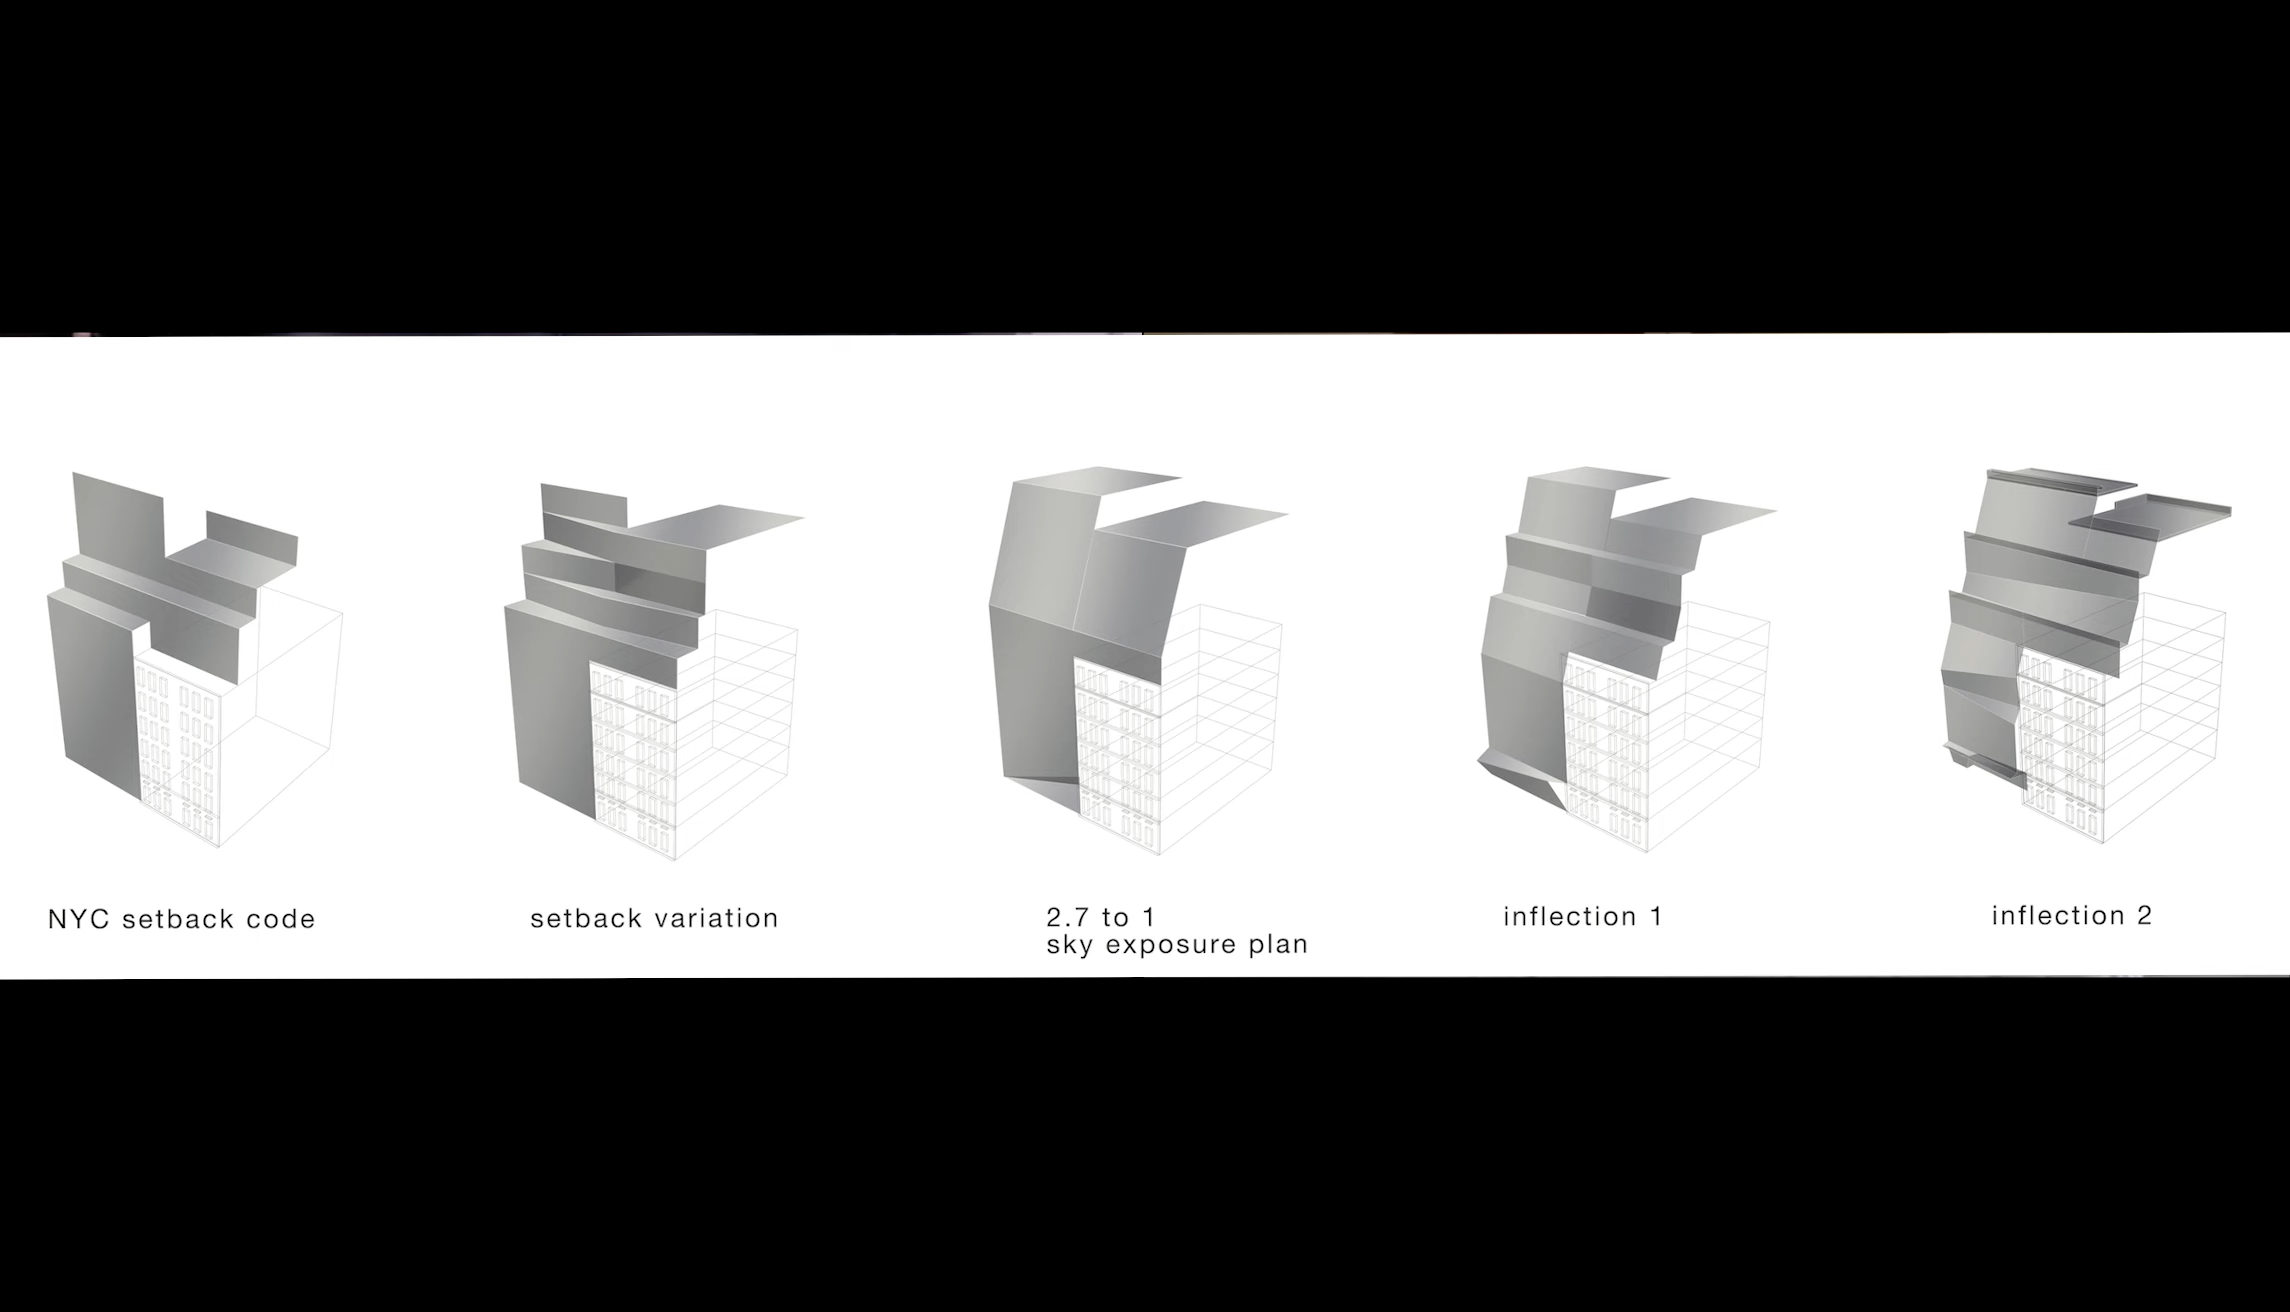 NYC setback code
setback variation
2.7 to 1
sky exposure plan
inflection 1
inflection 2